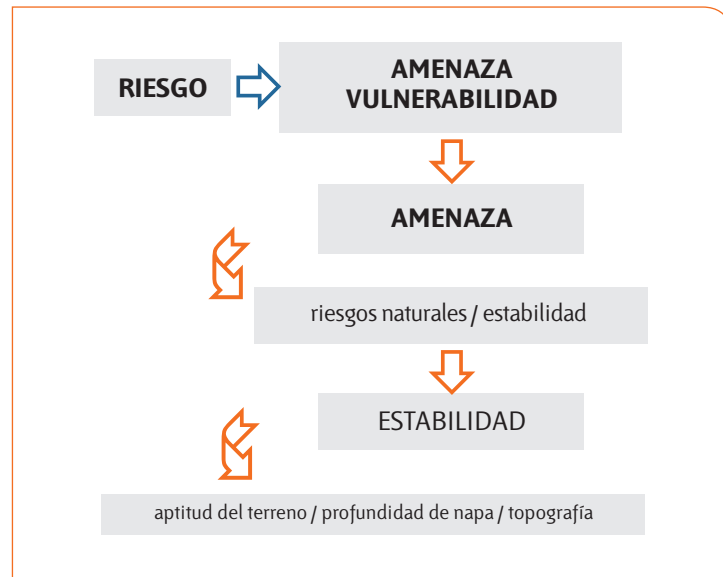 RIESGO
AMENAZA
VULNERABILIDAD
AMENAZA
riesgos naturales / estabilidad
ESTABILIDAD
aptitud del terreno / profundidad de napa / topografía